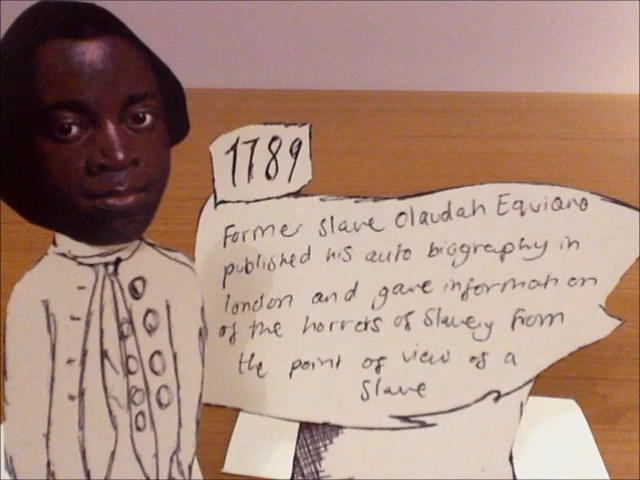 1789
Former slave Olaudah Equiano
published his auto biography in
london and gave information
of the horrors of Slavery from
the point of view of a
Slave